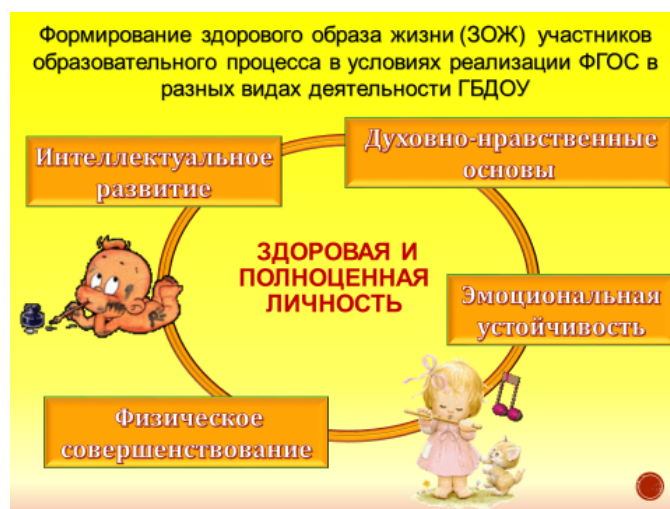 Формирование здорового образа жизни (ЗОЖ) участников
образовательного процесса в условиях реализации ФГОС в
разных видах деятельности ГБДОУ
Интеллектуальное
развитие
Духовно-нравственные
основы
ЗДОРОВАЯ И
ПОЛНОЦЕННАЯ
ЛИЧНОСТЬ
Эмоциональная
устойчивость
Физическое
совершенствование